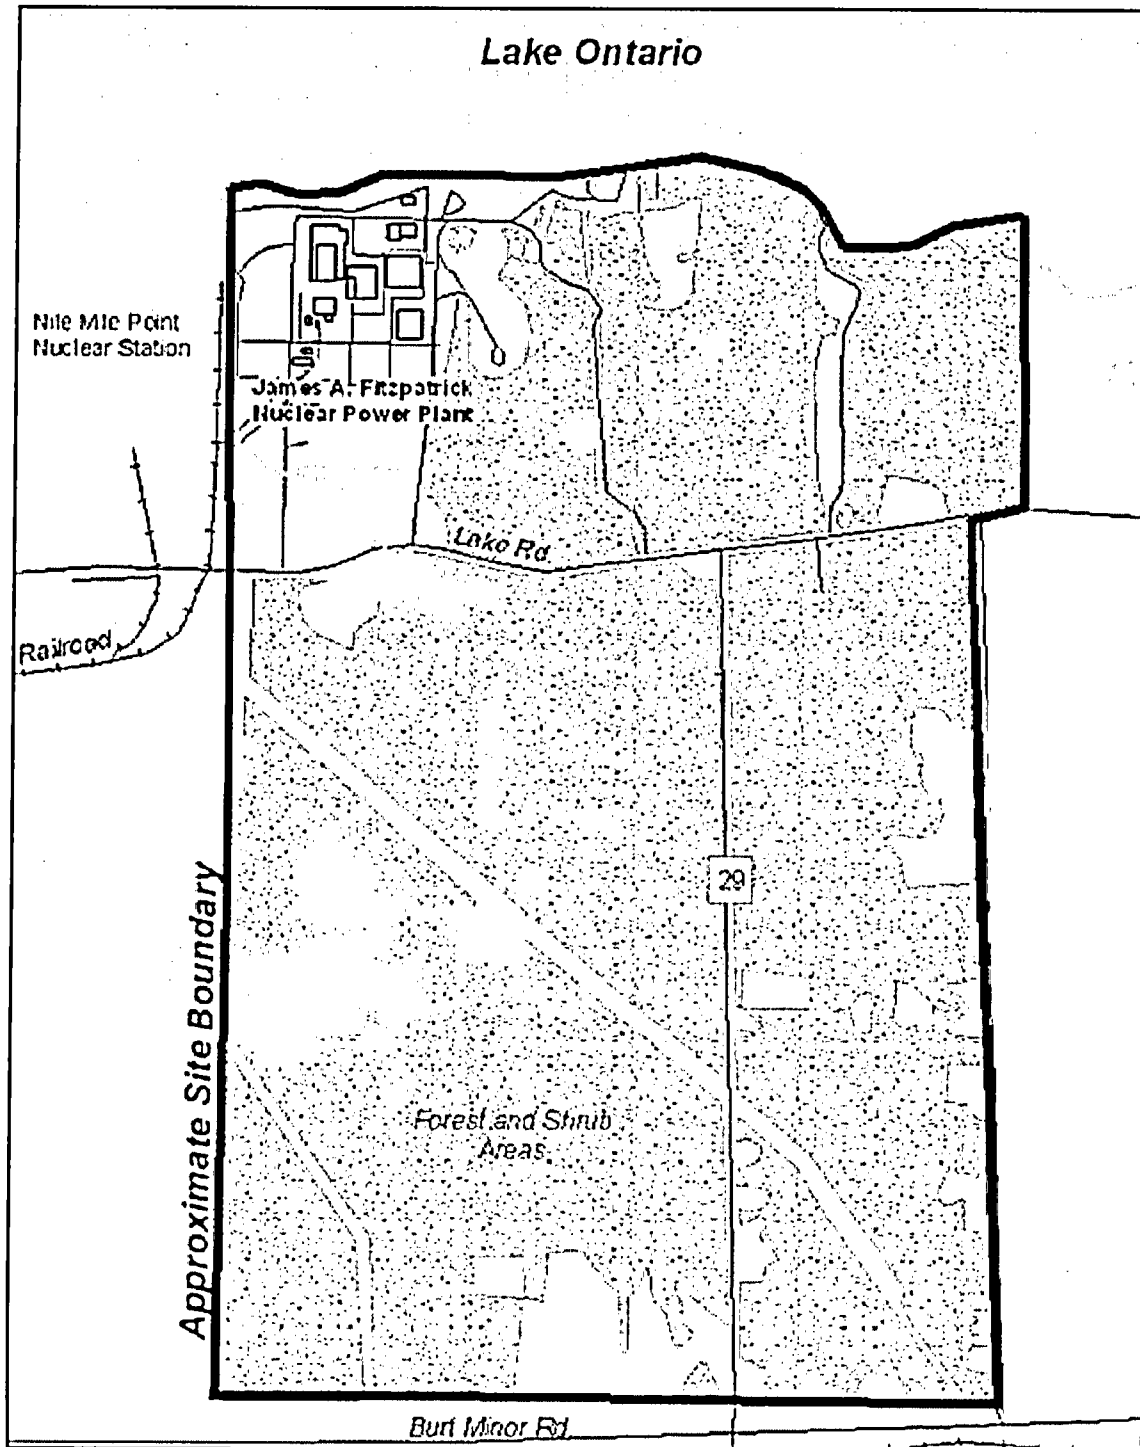 Lake Ontario
Nile Mile Point
Nuclear Station
James A. Fitzpatrick
Nuclear Power Plant
Lake Rd
Railroad
29
Approximate Site Boundary
Forest and Shrub
Areas
Burt Minor Rd